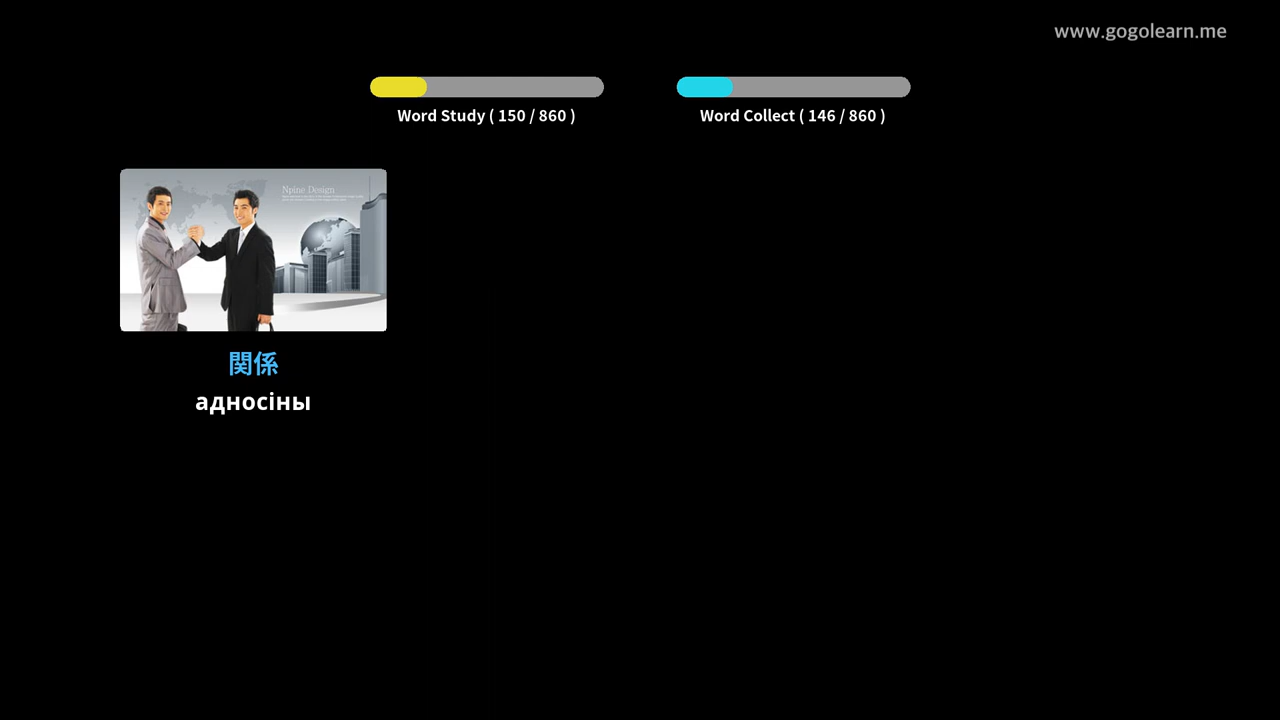 www.gogolearn.me
Word Study ( 150 / 860 )
Word Collect ( 146 / 860 )
Npine Design
関係
адносіны